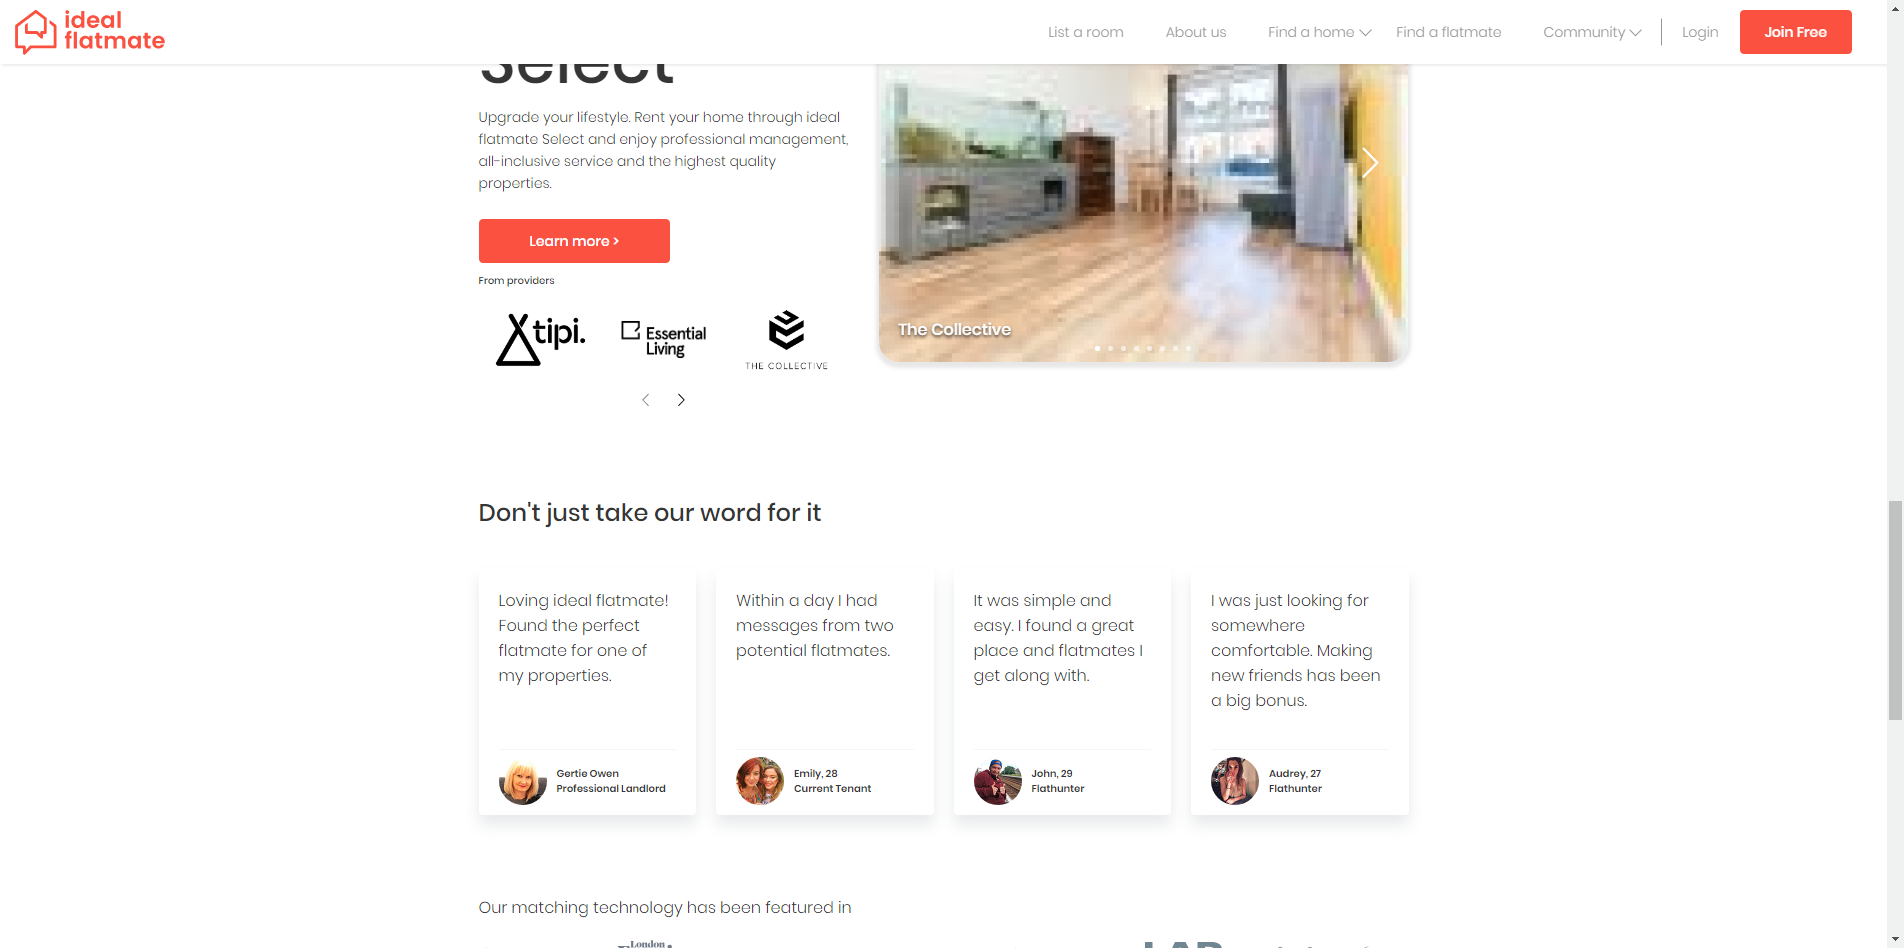 ideal
flatmate
List a room
About us
Find a home
Find a flatmate
Community
Login
Join Free
Select
Upgrade your lifestyle. Rent your home through ideal
flatmate Select and enjoy professional management,
all-inclusive service and the highest quality
properties.
Learn more >
From providers
tipi.
Essential
Living
THE COLLECTIVE
The Collective
Don't just take our word for it
Loving ideal flatmate!
Found the perfect
flatmate for one of
my properties.
Gertie Owen
Professional Landlord
Within a day I had
messages from two
potential flatmates.
Emily, 28
Current Tenant
It was simple and
easy. I found a great
place and flatmates I
get along with.
John, 29
Flathunter
I was just looking for
somewhere
comfortable. Making
new friends has been
a big bonus.
Audrey, 27
Flathunter
Our matching technology has been featured in
London